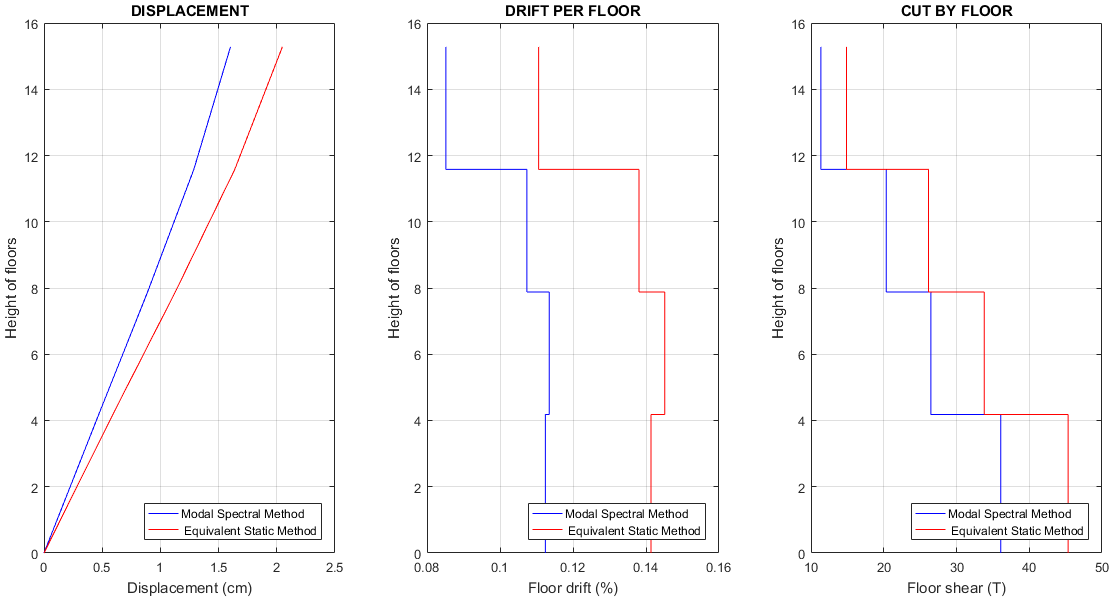 DISPLACEMENT
16
14
12
10
8
6
4
2
0
Height of floors
0
0.5
1
1.5
2
2.5
Displacement (cm)
Modal Spectral Method
Equivalent Static Method
DRIFT PER FLOOR
16
14
12
10
8
6
4
2
0
Height of floors
0.08
0.1
0.12
0.14
0.16
Floor drift (%)
Modal Spectral Method
Equivalent Static Method
CUT BY FLOOR
16
14
12
10
8
6
4
2
0
Height of floors
10
20
30
40
50
Floor shear (T)
Modal Spectral Method
Equivalent Static Method